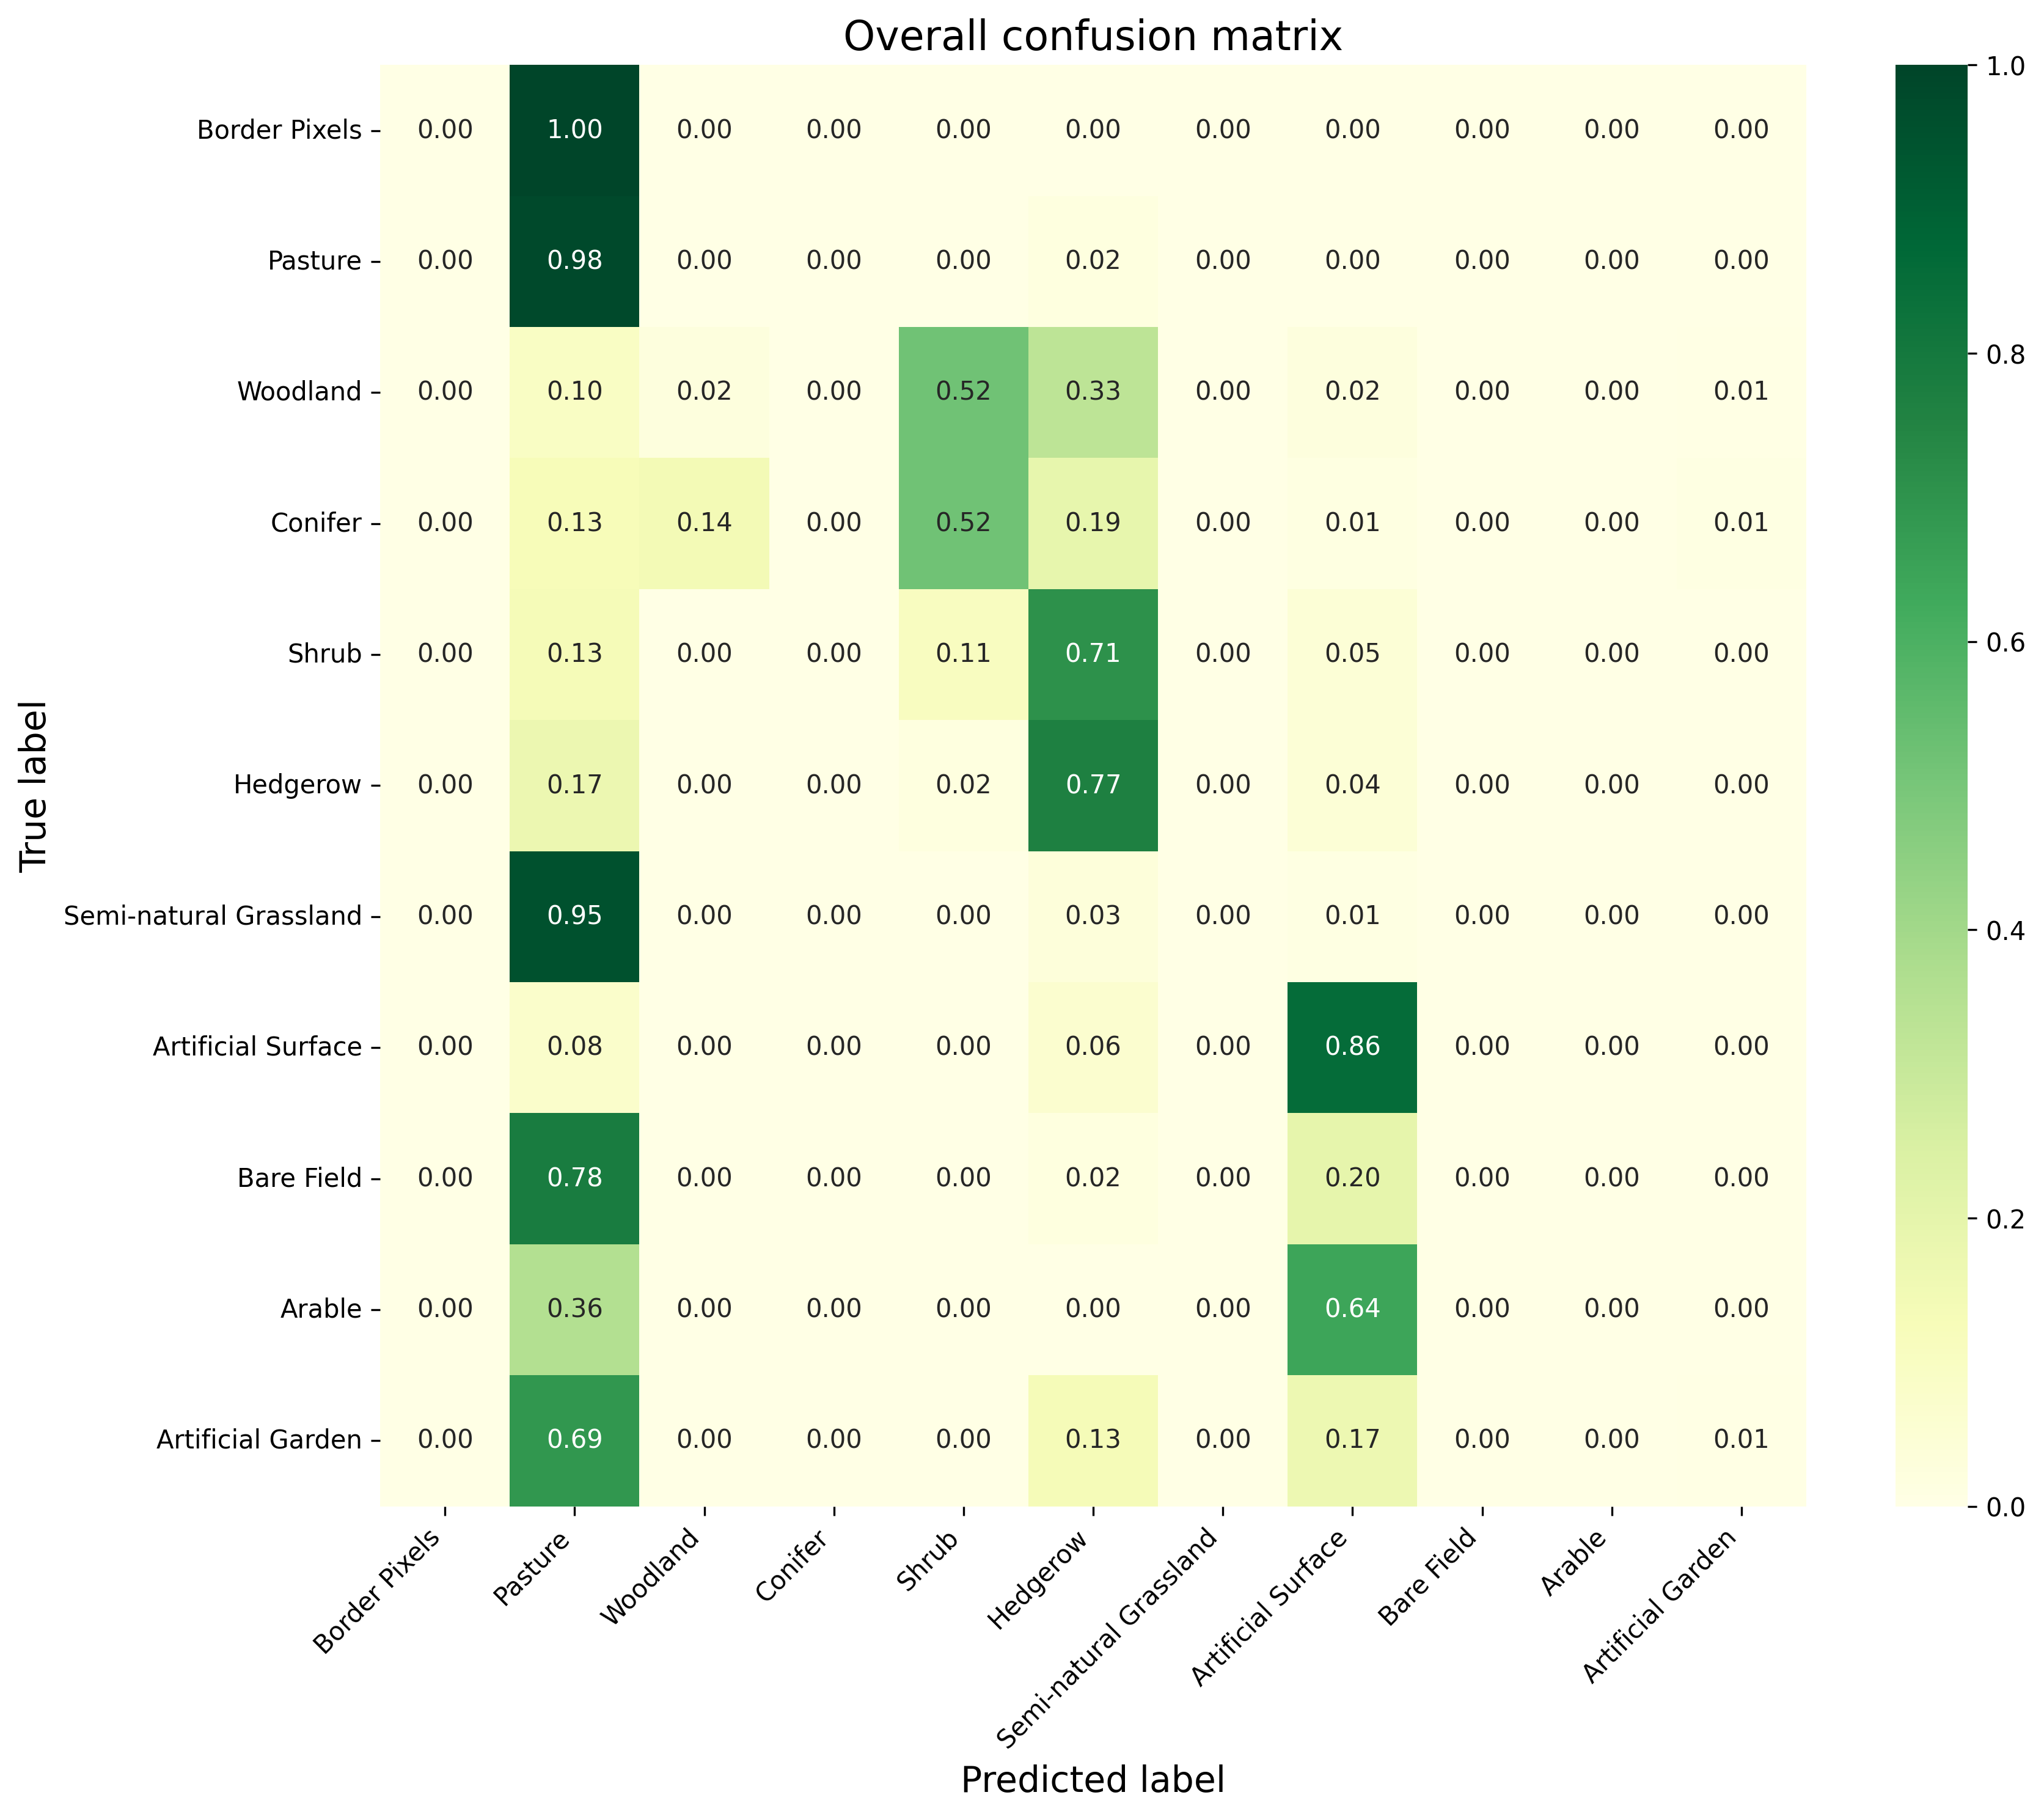 Overall confusion matrix
True label
Border Pixels 0.00 1.00 0.00 0.00 0.00 0.00 0.00 0.00 0.00 0.00 0.00
Pasture 0.00 0.98 0.00 0.00 0.00 0.02 0.00 0.00 0.00 0.00 0.00
Woodland 0.00 0.10 0.02 0.00 0.52 0.33 0.00 0.02 0.00 0.00 0.01
Conifer 0.00 0.13 0.14 0.00 0.52 0.19 0.00 0.01 0.00 0.00 0.01
Shrub 0.00 0.13 0.00 0.00 0.11 0.71 0.00 0.05 0.00 0.00 0.00
Hedgerow 0.00 0.17 0.00 0.00 0.02 0.77 0.00 0.04 0.00 0.00 0.00
Semi-natural Grassland 0.00 0.95 0.00 0.00 0.00 0.03 0.00 0.01 0.00 0.00 0.00
Artificial Surface 0.00 0.08 0.00 0.00 0.00 0.06 0.00 0.86 0.00 0.00 0.00
Bare Field 0.00 0.78 0.00 0.00 0.00 0.02 0.00 0.20 0.00 0.00 0.00
Arable 0.00 0.36 0.00 0.00 0.00 0.00 0.00 0.64 0.00 0.00 0.00
Artificial Garden 0.00 0.69 0.00 0.00 0.00 0.13 0.00 0.17 0.00 0.00 0.01
Border Pixels
Pasture
Woodland
Conifer
Shrub
Hedgerow
Semi-natural Grassland
Artificial Surface
Bare Field
Arable
Artificial Garden
Predicted label
1.0
0.8
0.6
0.4
0.2
0.0